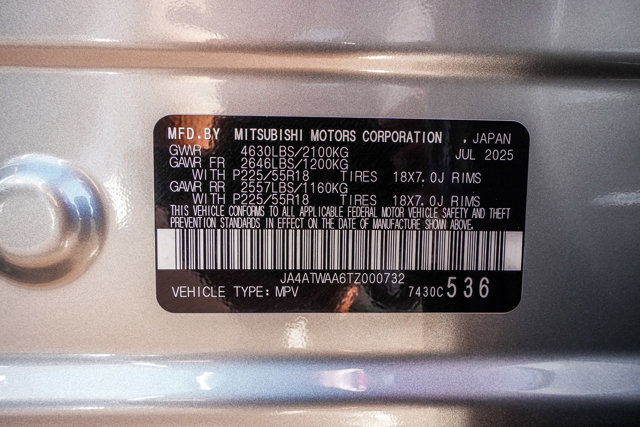 MFD.BY MITSUBISHI MOTORS CORPORATION , JAPAN
GVWR 4630LBS/2100KG JUL 2025
GAWR FR 2646LBS/1200KG
WITH P225/55R18 TIRES 18X7.0J RIMS
GAWR RR 2557LBS/1160KG
WITH P225/55R18 TIRES 18X7.0J RIMS
THIS VEHICLE CONFORMS TO ALL APPLICABLE FEDERAL MOTOR VEHICLE SAFETY AND THEFT
PREVENTION STANDARDS IN EFFECT ON THE DATE OF MANUFACTURE SHOWN ABOVE.
JA4ATWAA6TZ000732
VEHICLE TYPE:MPV 7430C 536